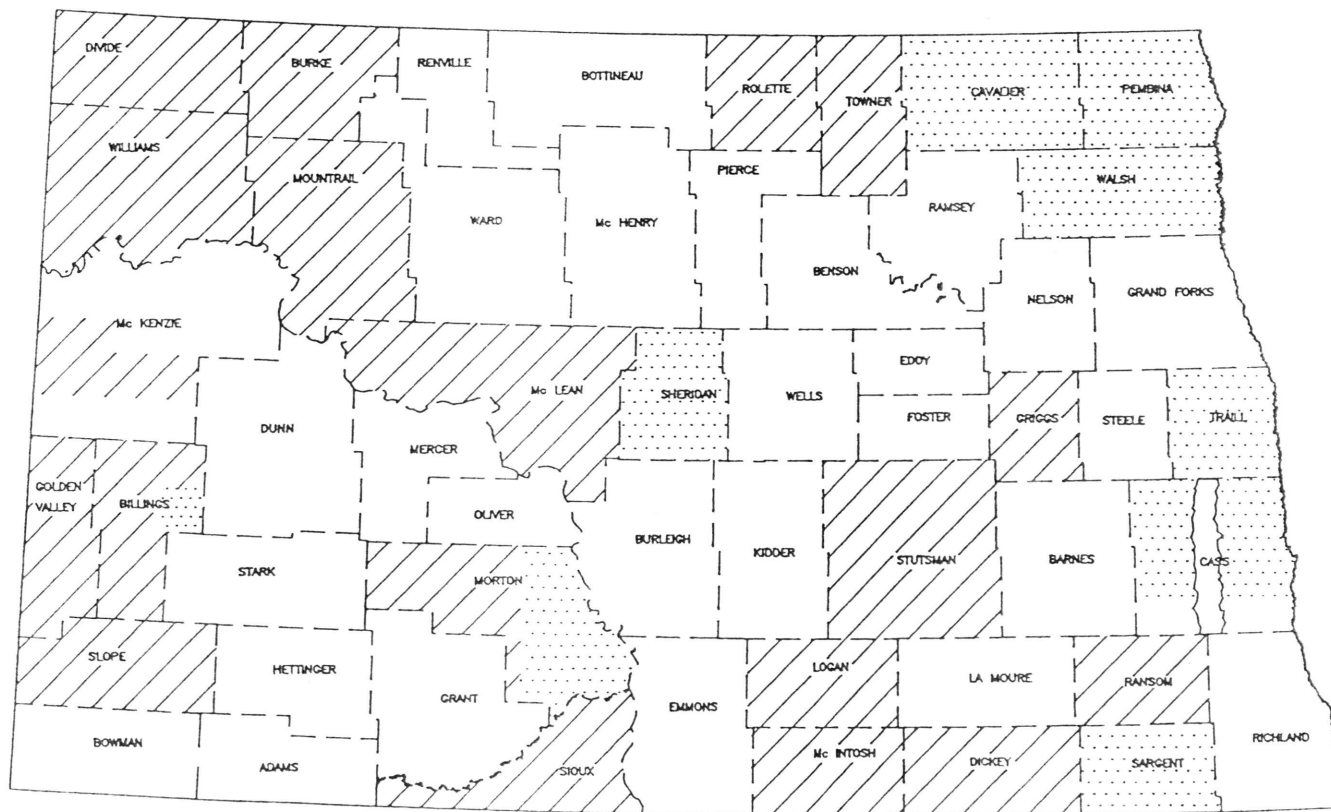 DIVIDE
BURKE
RENVILLE
BOTTINEAU
ROLETTE
TOWNER
CAVALIER
PEMBINA
WILLIAMS
MOUNTRAIL
WARD
Mc HENRY
PIERCE
RAMSEY
WALSH
BENSON
NELSON
GRAND FORKS
Mc KENZIE
Mc LEAN
SHERIDAN
WELLS
EDDY
FOSTER
GRIGGS
STEELE
TRAILL
DUNN
MERCER
GOLDEN
VALLEY
BILLINGS
OLIVER
BURLEIGH
KIDDER
STUTSMAN
BARNES
CASS
STARK
MORTON
SLOPE
HETTINGER
GRANT
EMMONS
LOGAN
LA MOURE
RANSOM
RICHLAND
BOWMAN
ADAMS
SIOUX
Mc INTOSH
DICKEY
SARGENT